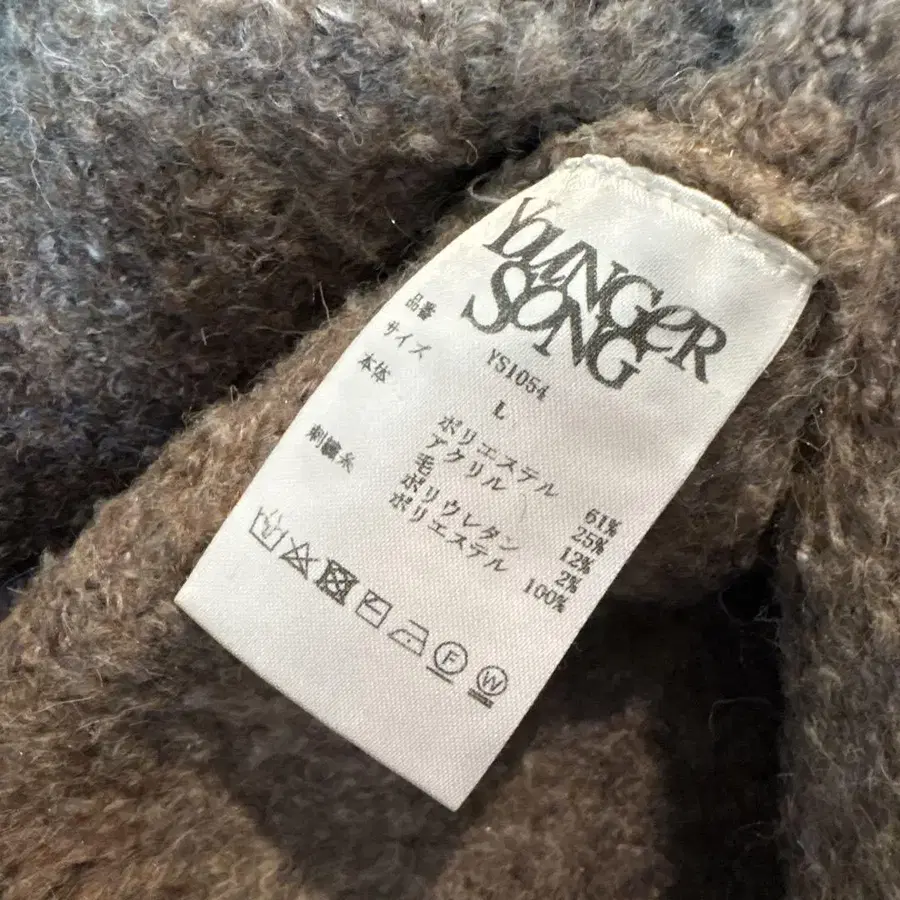 YOUNGER
SONG
品番 YS1054
サイズ L
本体 ポリエステル 61%
アクリル 25%
毛 12%
ポリウレタン 2%
刺繍糸 ポリエステル 100%
F W